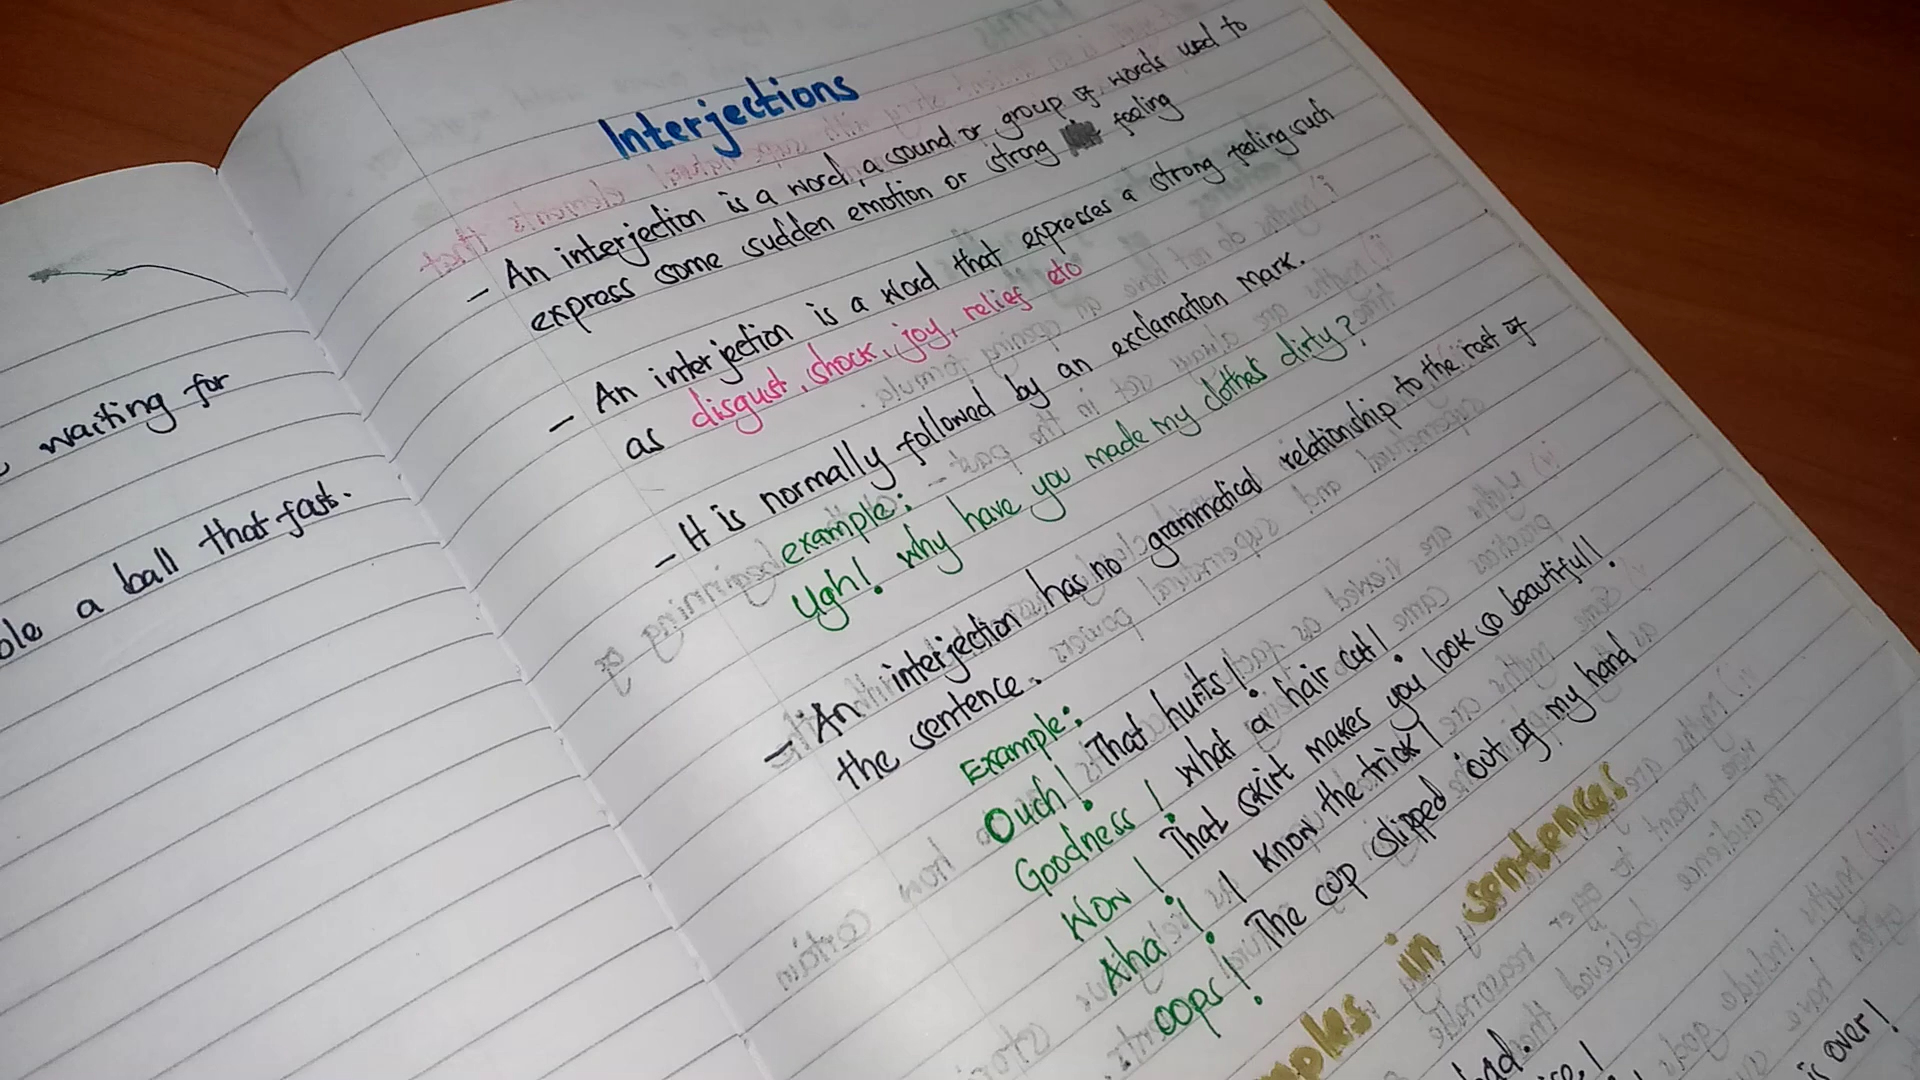 waiting for
a ball that fast.
Interjections
- An interjection is a word, a sound or group of words used to
express some sudden emotion or strong feeling
- An interjection is a word that expresses a strong feeling such
as disgust, shock, joy, relief etc
- It is normally followed by an exclamation mark.
example:
Ugh! why have you made my clothes dirty?
- An interjection has no grammatical relationship to the rest of
the sentence.
Example:
Ouch! That hurts!
Goodness! what a hair cut!
Wow! That skirt makes you look so beautiful!
Aha! I know the trick!
oops! The cup slipped out of my hand
in sentences!
is over!